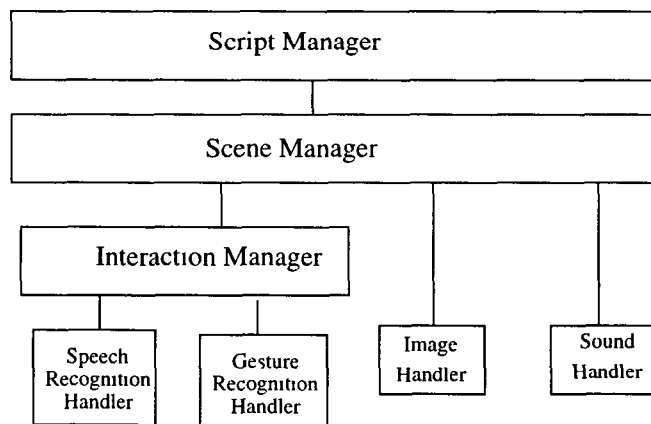 Script Manager
Scene Manager
Interaction Manager
Speech
Recognition
Handler
Gesture
Recognition
Handler
Image
Handler
Sound
Handler